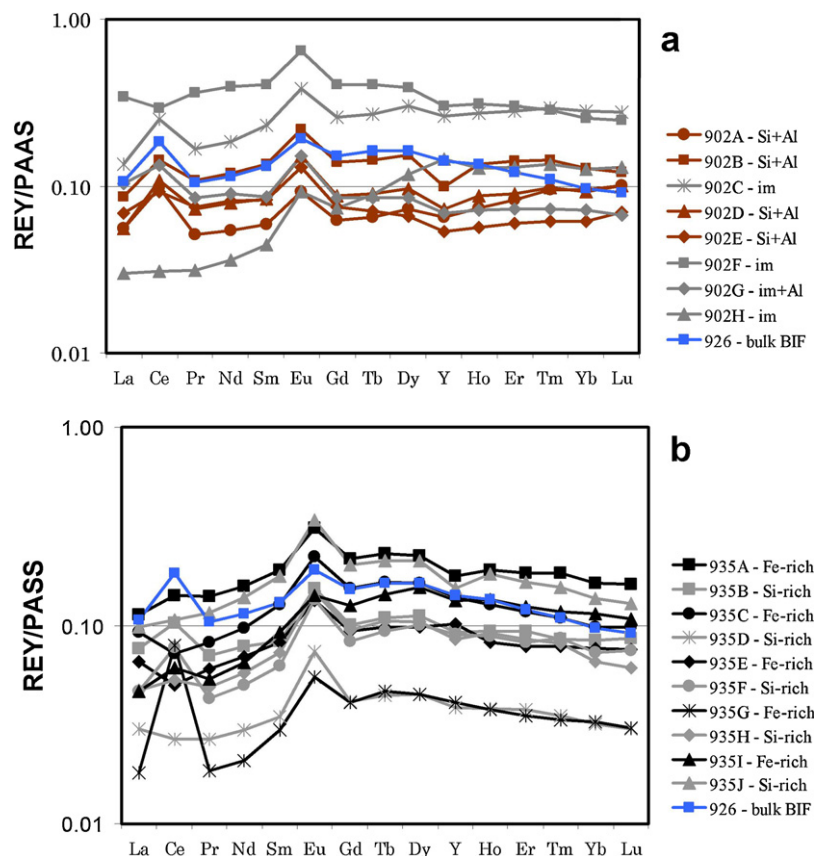 a
1.00
0.10
0.01
REY/PAAS
La Ce Pr Nd Sm Eu Gd Tb Dy Y Ho Er Tm Yb Lu
902A - Si+Al
902B - Si+Al
902C - im
902D - Si+Al
902E - Si+Al
902F - im
902G - im+Al
902H - im
926 - bulk BIF
b
1.00
0.10
0.01
REY/PASS
La Ce Pr Nd Sm Eu Gd Tb Dy Y Ho Er Tm Yb Lu
935A - Fe-rich
935B - Si-rich
935C - Fe-rich
935D - Si-rich
935E - Fe-rich
935F - Si-rich
935G - Fe-rich
935H - Si-rich
935I - Fe-rich
935J - Si-rich
926 - bulk BIF